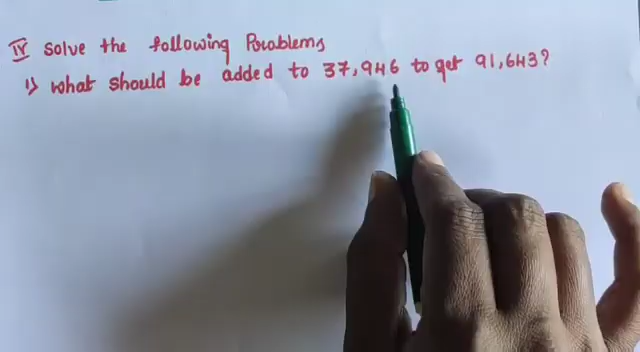 IV Solve the following Problems
1) What should be added to 37,946 to get 91,643?